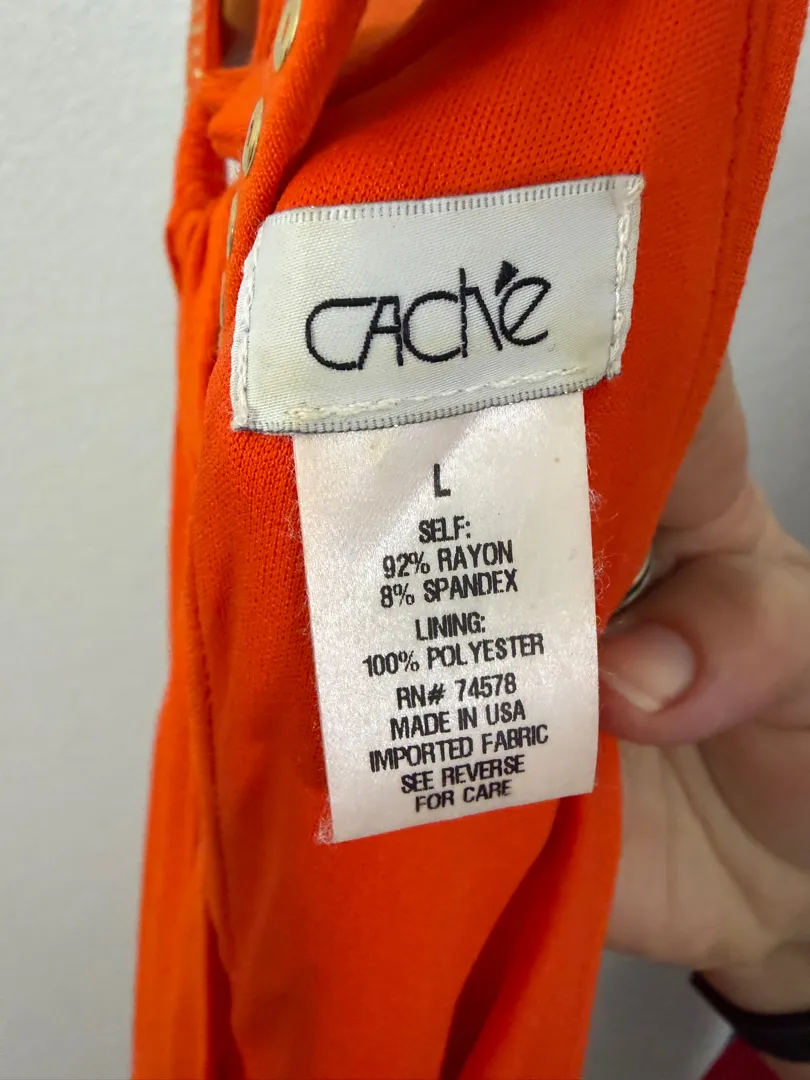 CACHÉ
L
SELF:
92% RAYON
8% SPANDEX
LINING:
100% POLYESTER
RN# 74578
MADE IN USA
IMPORTED FABRIC
SEE REVERSE
FOR CARE